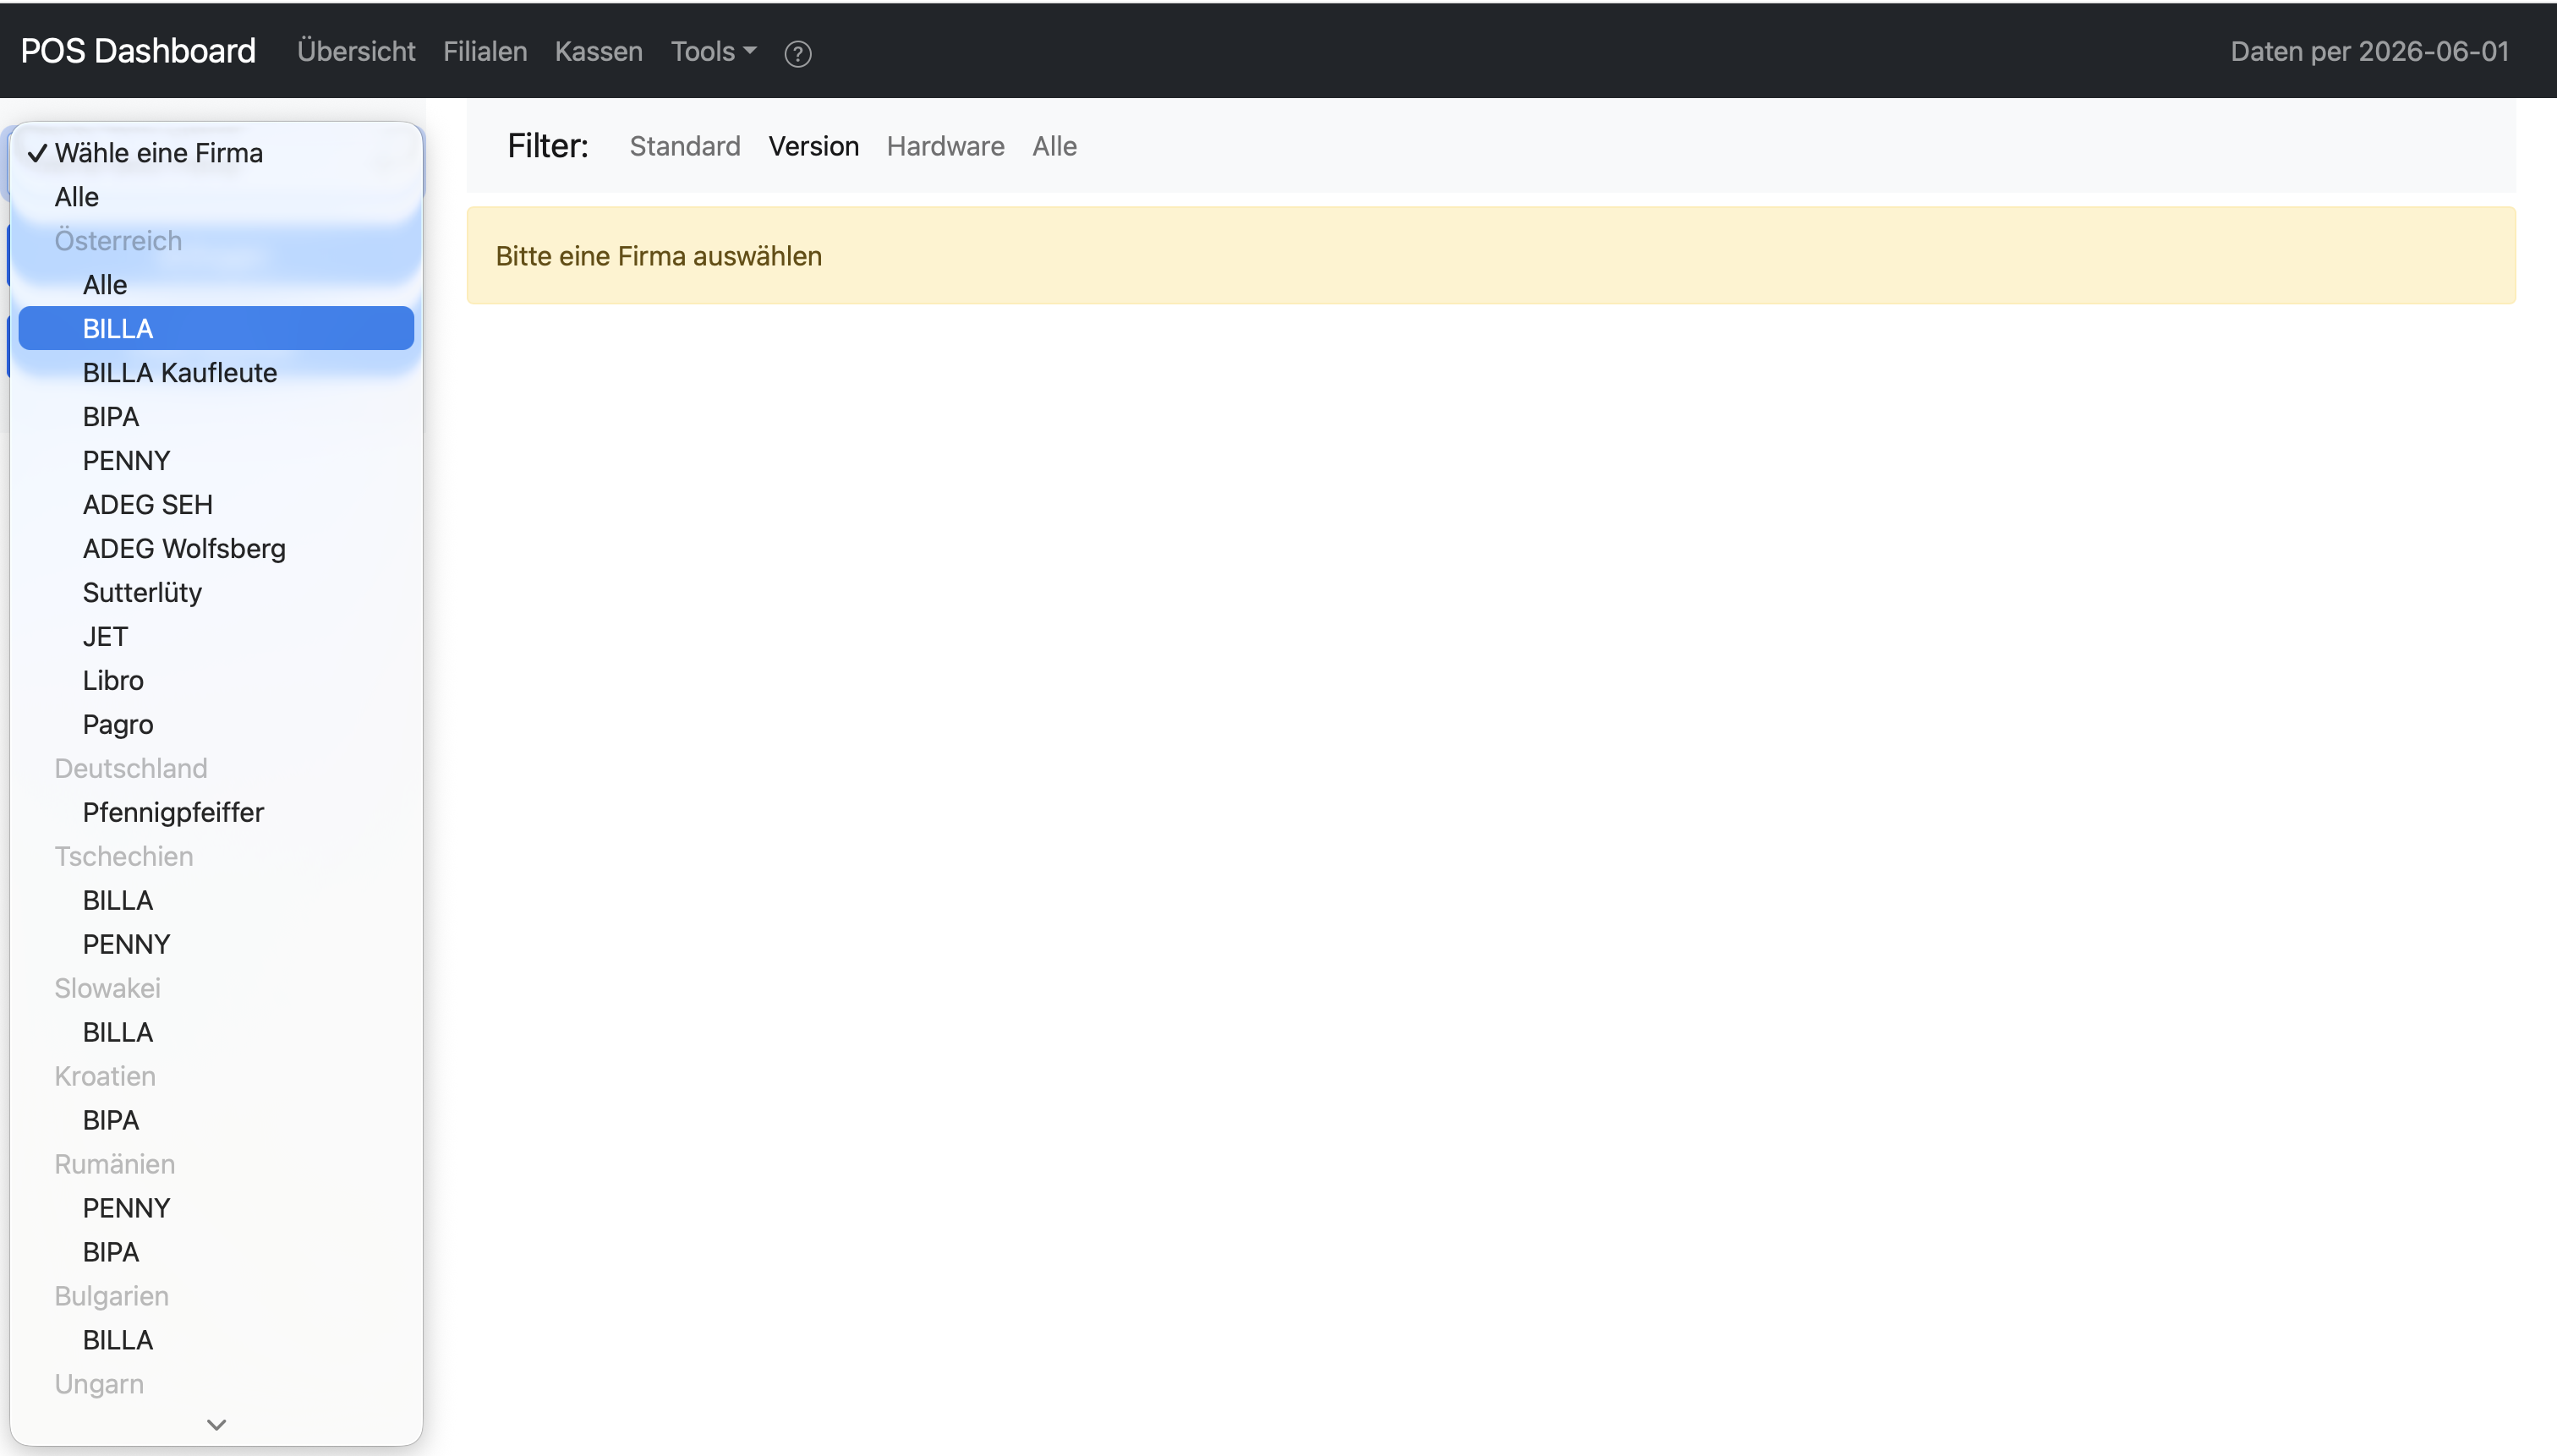 POS Dashboard Übersicht Filialen Kassen Tools ? Daten per 2026-06-01
Wähle eine Firma
Alle
Österreich
Alle
BILLA
BILLA Kaufleute
BIPA
PENNY
ADEG SEH
ADEG Wolfsberg
Sutterlüty
JET
Libro
Pagro
Deutschland
Pfennigpfeiffer
Tschechien
BILLA
PENNY
Slowakei
BILLA
Kroatien
BIPA
Rumänien
PENNY
BIPA
Bulgarien
BILLA
Ungarn
Filter: Standard Version Hardware Alle
Bitte eine Firma auswählen